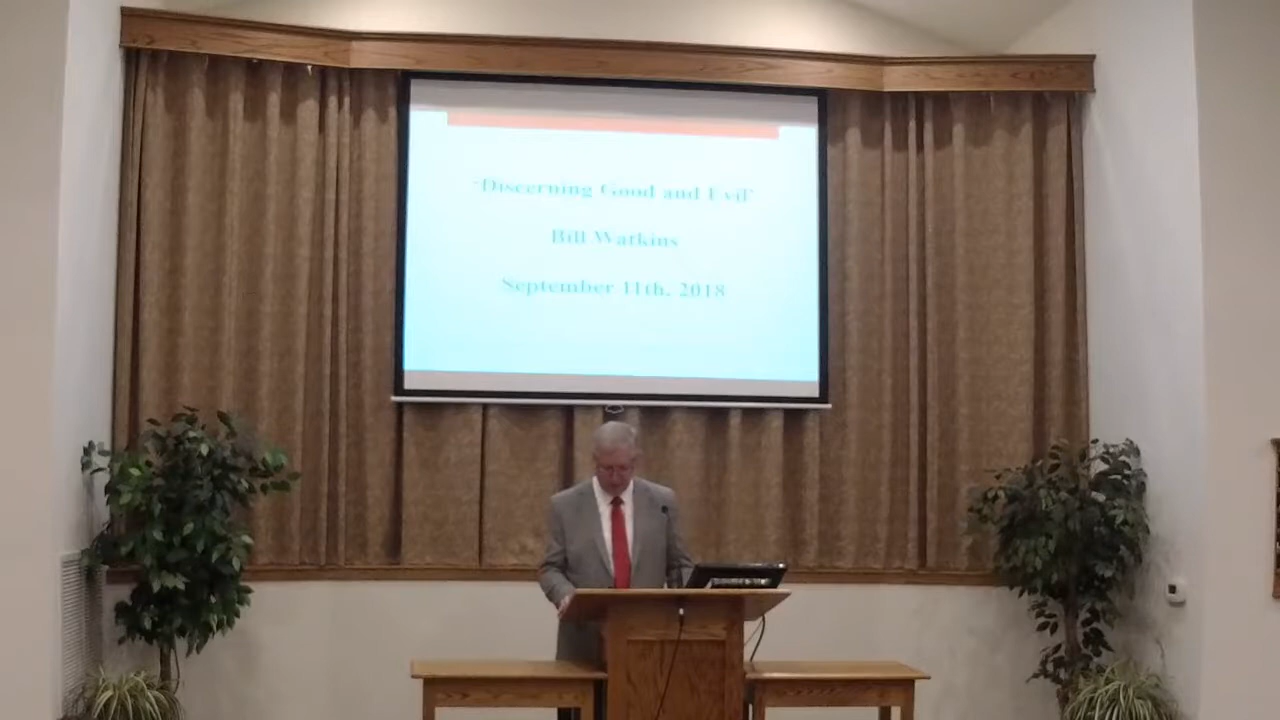 "Discerning Good and Evil"
Bill Watkins
September 11th, 2018